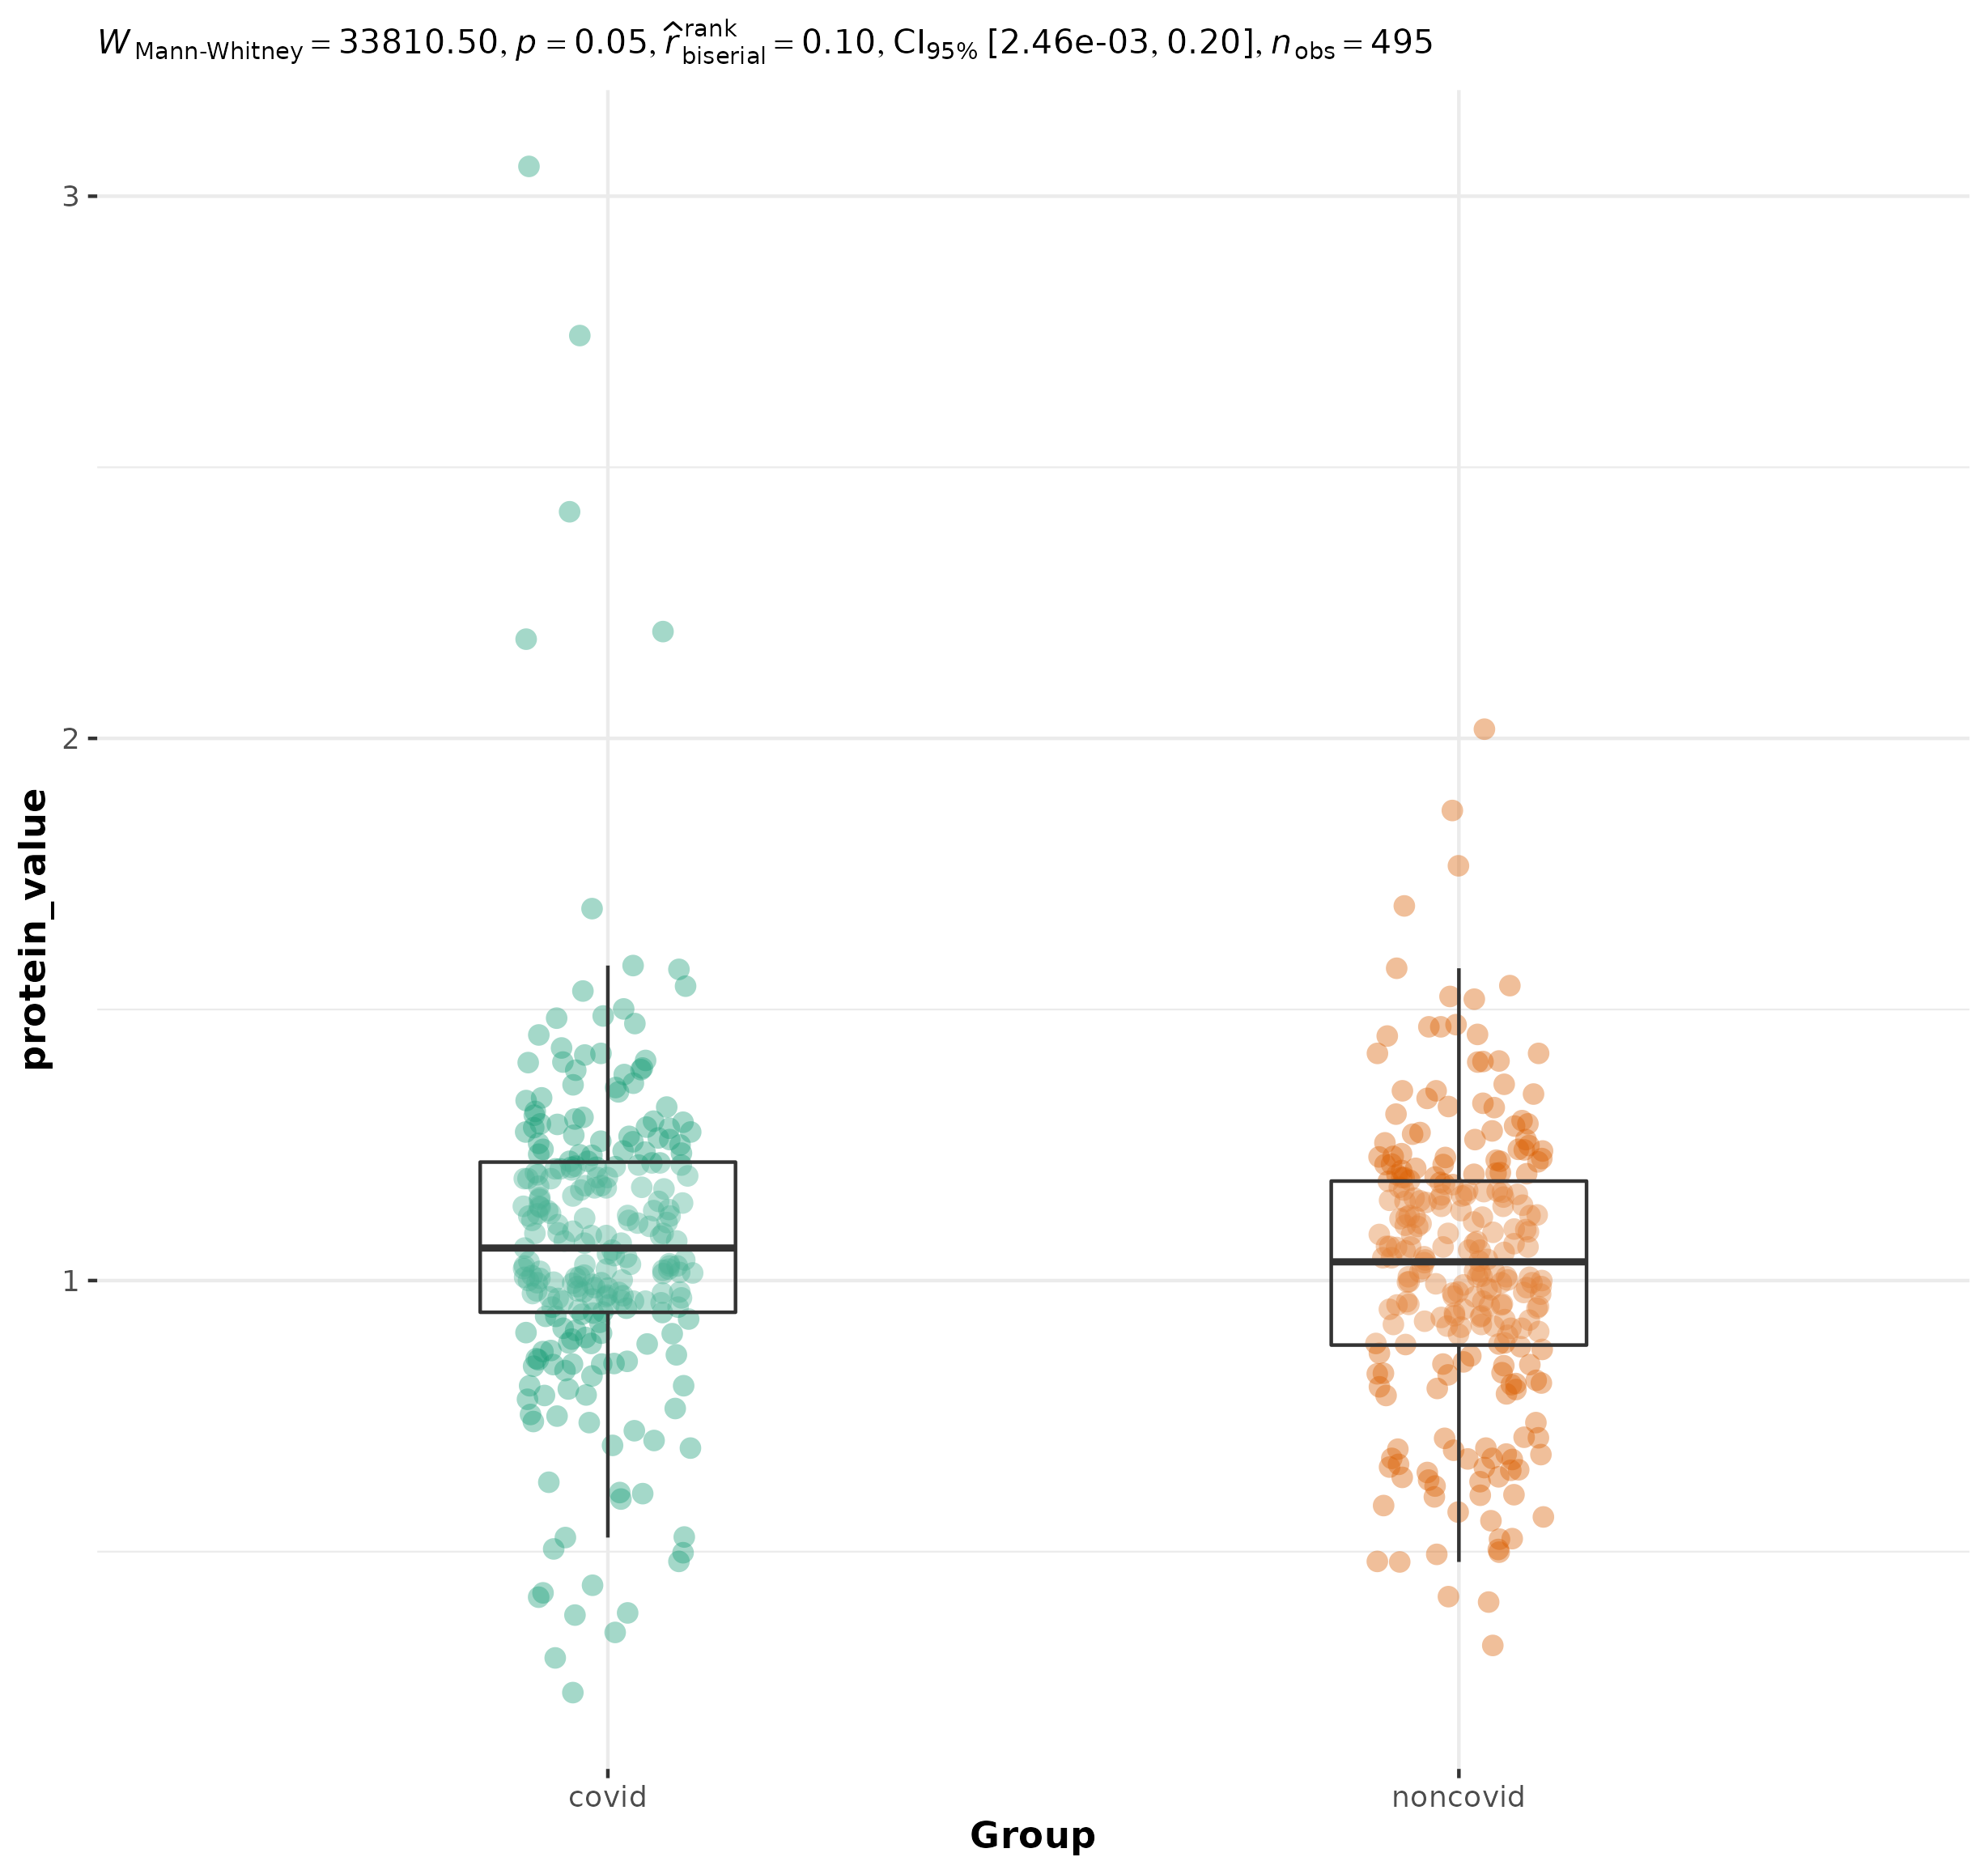 W Mann-Whitney = 33810.50, p = 0.05, r̂ rank biserial = 0.10, CI95% [2.46e-03, 0.20], nobs = 495
3
2
1
protein_value
covid noncovid
Group